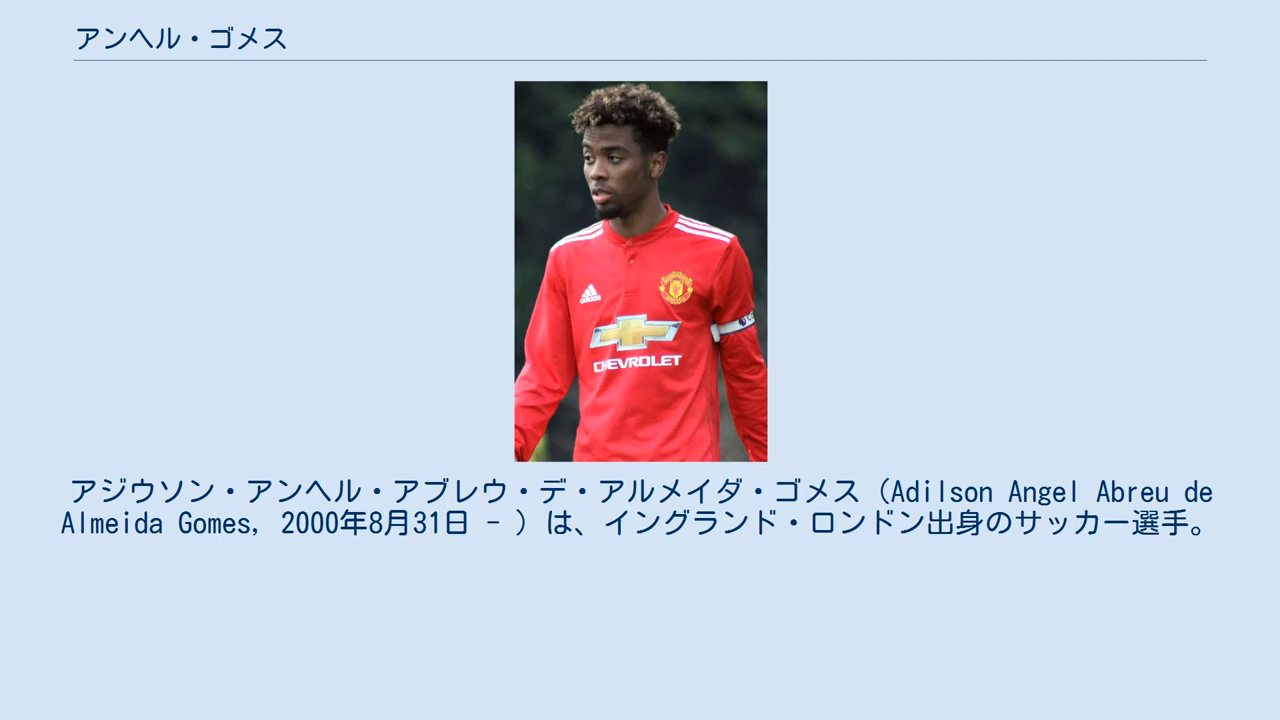 アンヘル・ゴメス
adidas
CHEVROLET
アジウソン・アンヘル・アブレウ・デ・アルメイダ・ゴメス（Adilson Angel Abreu de
Almeida Gomes, 2000年8月31日 - ）は、イングランド・ロンドン出身のサッカー選手。